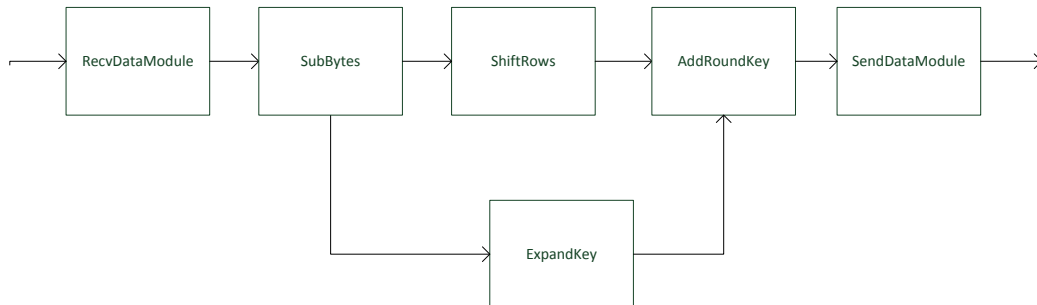 RecvDataModule
SubBytes
ShiftRows
AddRoundKey
SendDataModule
ExpandKey